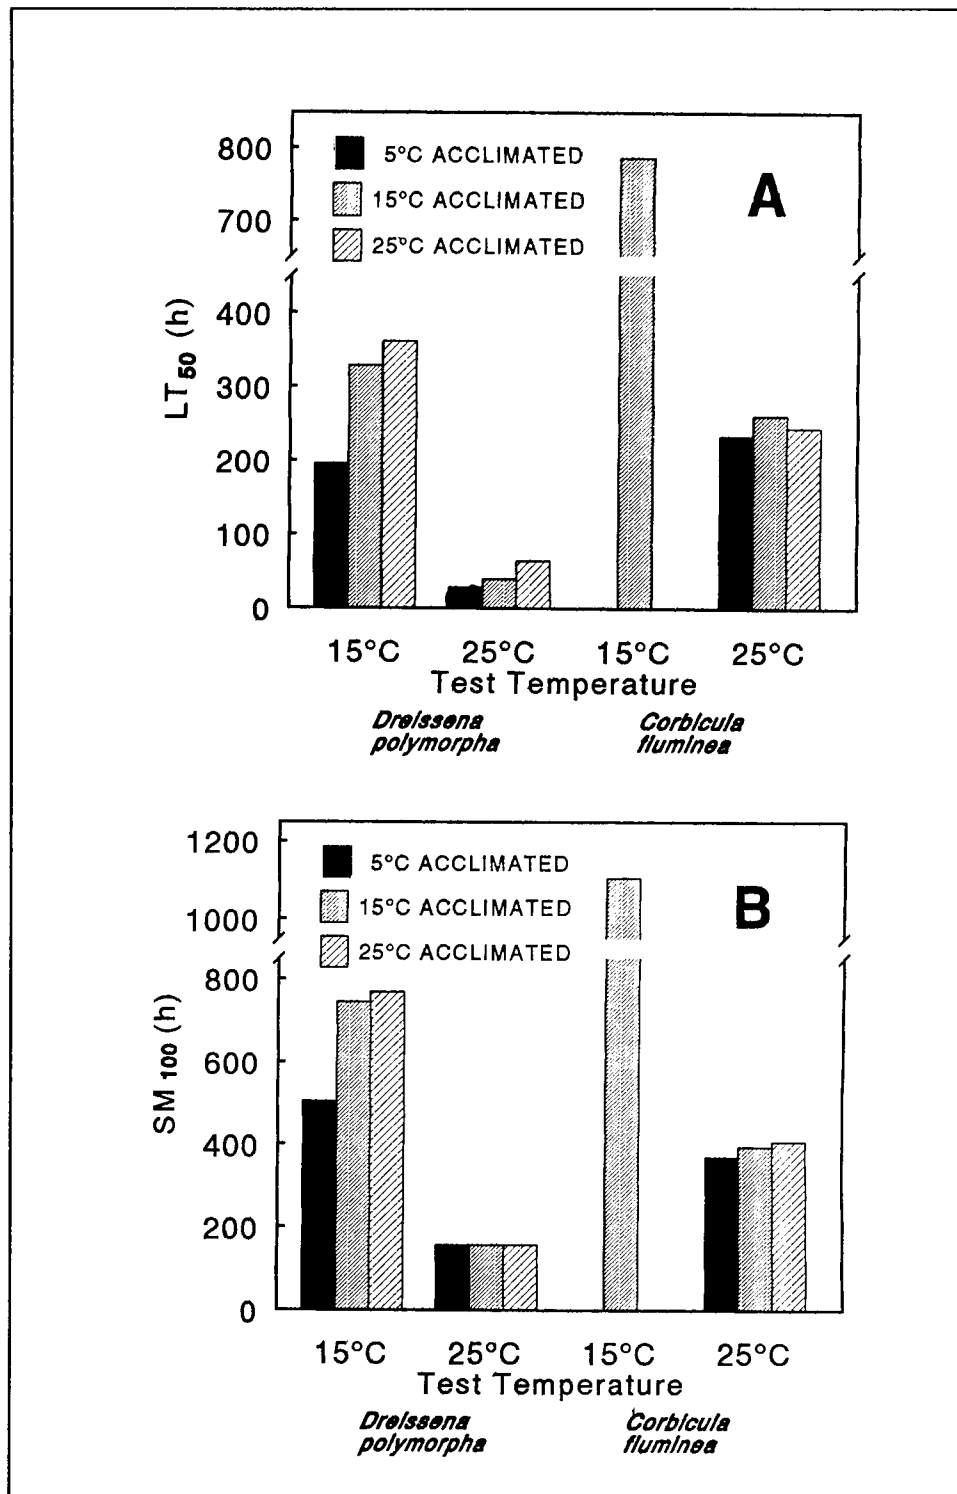 800
700
400
300
200
100
0
LT50 (h)
5°C ACCLIMATED
15°C ACCLIMATED
25°C ACCLIMATED
A
15°C 25°C 15°C 25°C
Test Temperature
Dreissena
polymorpha
Corbicula
fluminea
1200
1000
800
600
400
200
0
SM 100 (h)
5°C ACCLIMATED
15°C ACCLIMATED
25°C ACCLIMATED
B
15°C 25°C 15°C 25°C
Test Temperature
Dreissena
polymorpha
Corbicula
fluminea